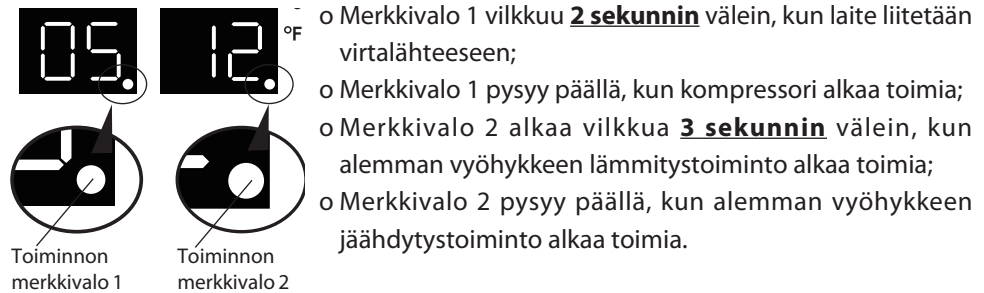 05.
12.
°F
Toiminnon
merkkivalo 1
Toiminnon
merkkivalo 2
o Merkkivalo 1 vilkkuu 2 sekunnin välein, kun laite liitetään
virtalähteeseen;
o Merkkivalo 1 pysyy päällä, kun kompressori alkaa toimia;
o Merkkivalo 2 alkaa vilkkua 3 sekunnin välein, kun
alemman vyöhykkeen lämmitystoiminto alkaa toimia;
o Merkkivalo 2 pysyy päällä, kun alemman vyöhykkeen
jäähdytystoiminto alkaa toimia.